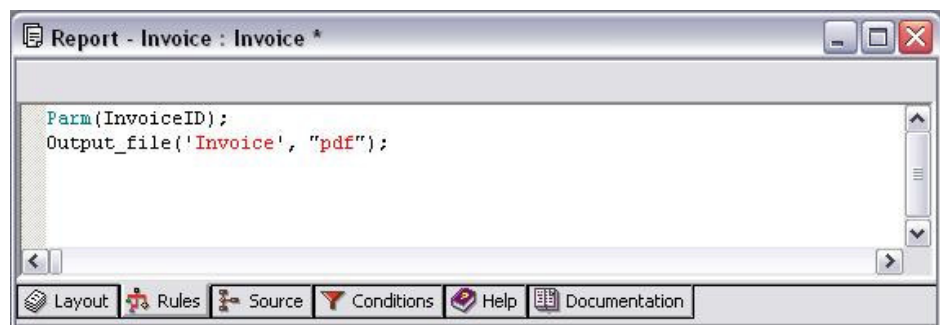 Report - Invoice : Invoice *
Parm(InvoiceID);
Output_file('Invoice', "pdf");
Layout Rules Source Conditions Help Documentation